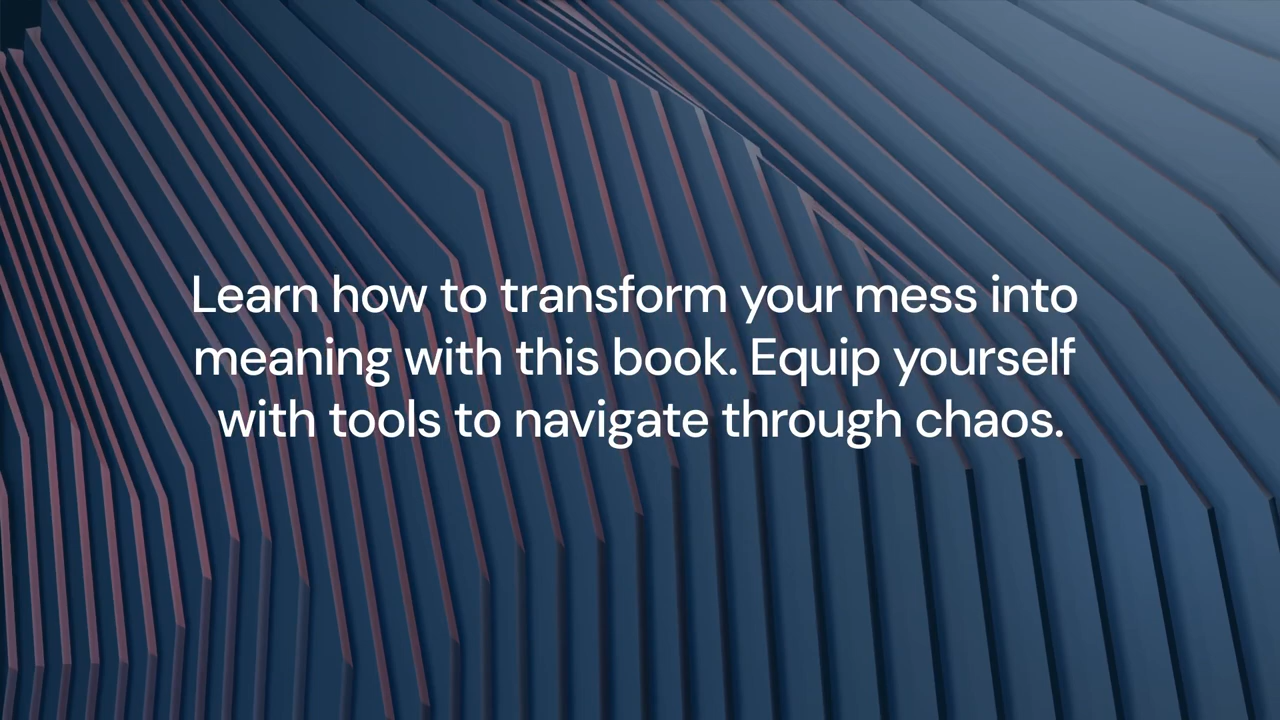 Learn how to transform your mess into
meaning with this book. Equip yourself
with tools to navigate through chaos.